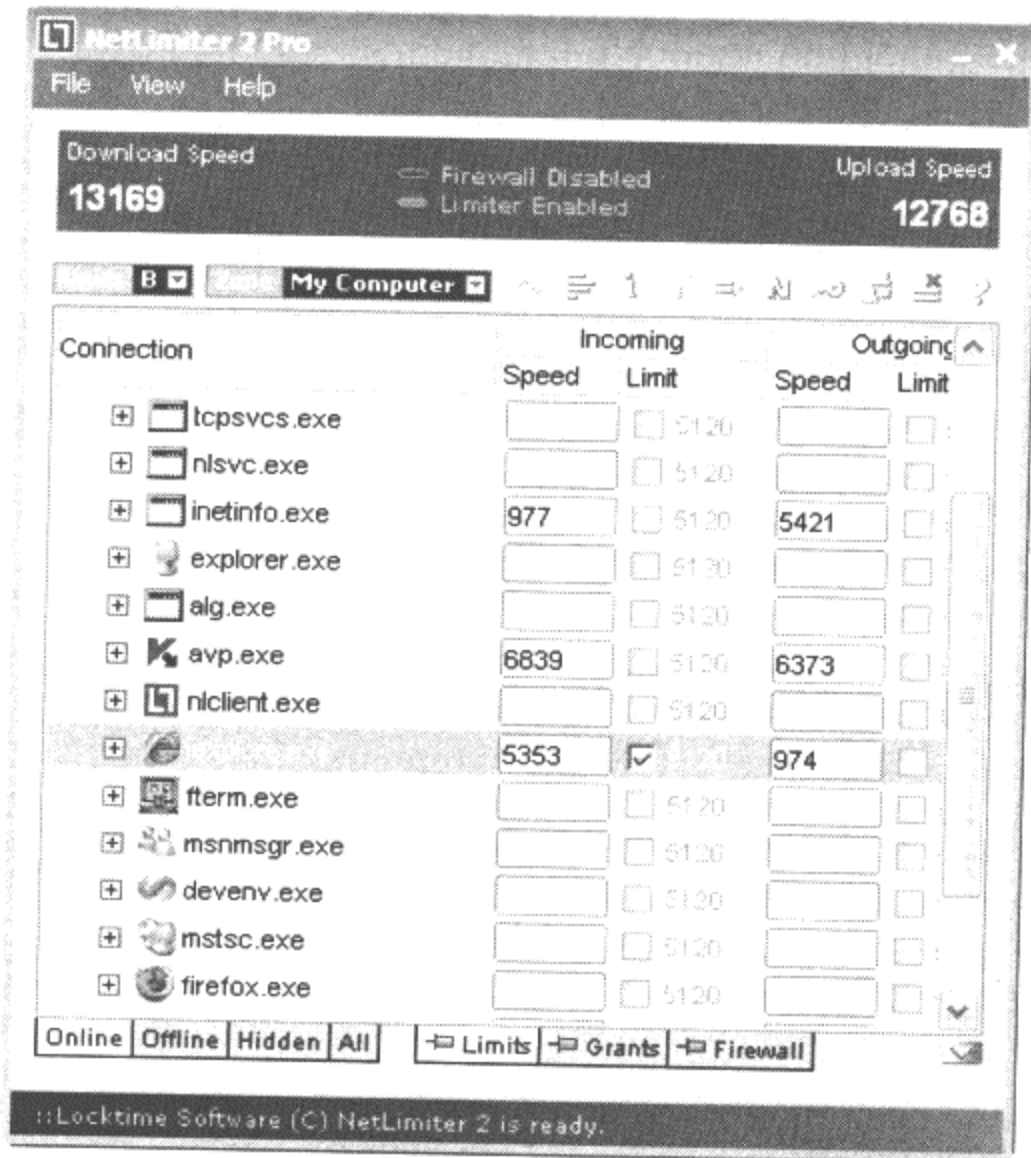 NetLimiter 2 Pro
File View Help
Download Speed
13169
Firewall Disabled
Limiter Enabled
Upload Speed
12768
B My Computer
Connection Incoming Outgoing
Speed Limit Speed Limit
tcpsvcs.exe 5120
nlsvc.exe 5120
inetinfo.exe 977 5120 5421
explorer.exe 5120
alg.exe 5120
avp.exe 6839 5120 6373
nlclient.exe 5120
5353 974
fterm.exe 5120
msnmsgr.exe 5120
devenv.exe 5120
mstsc.exe 5120
firefox.exe 5120
Online Offline Hidden All Limits Grants Firewall
::Locktime Software (C) NetLimiter 2 is ready.